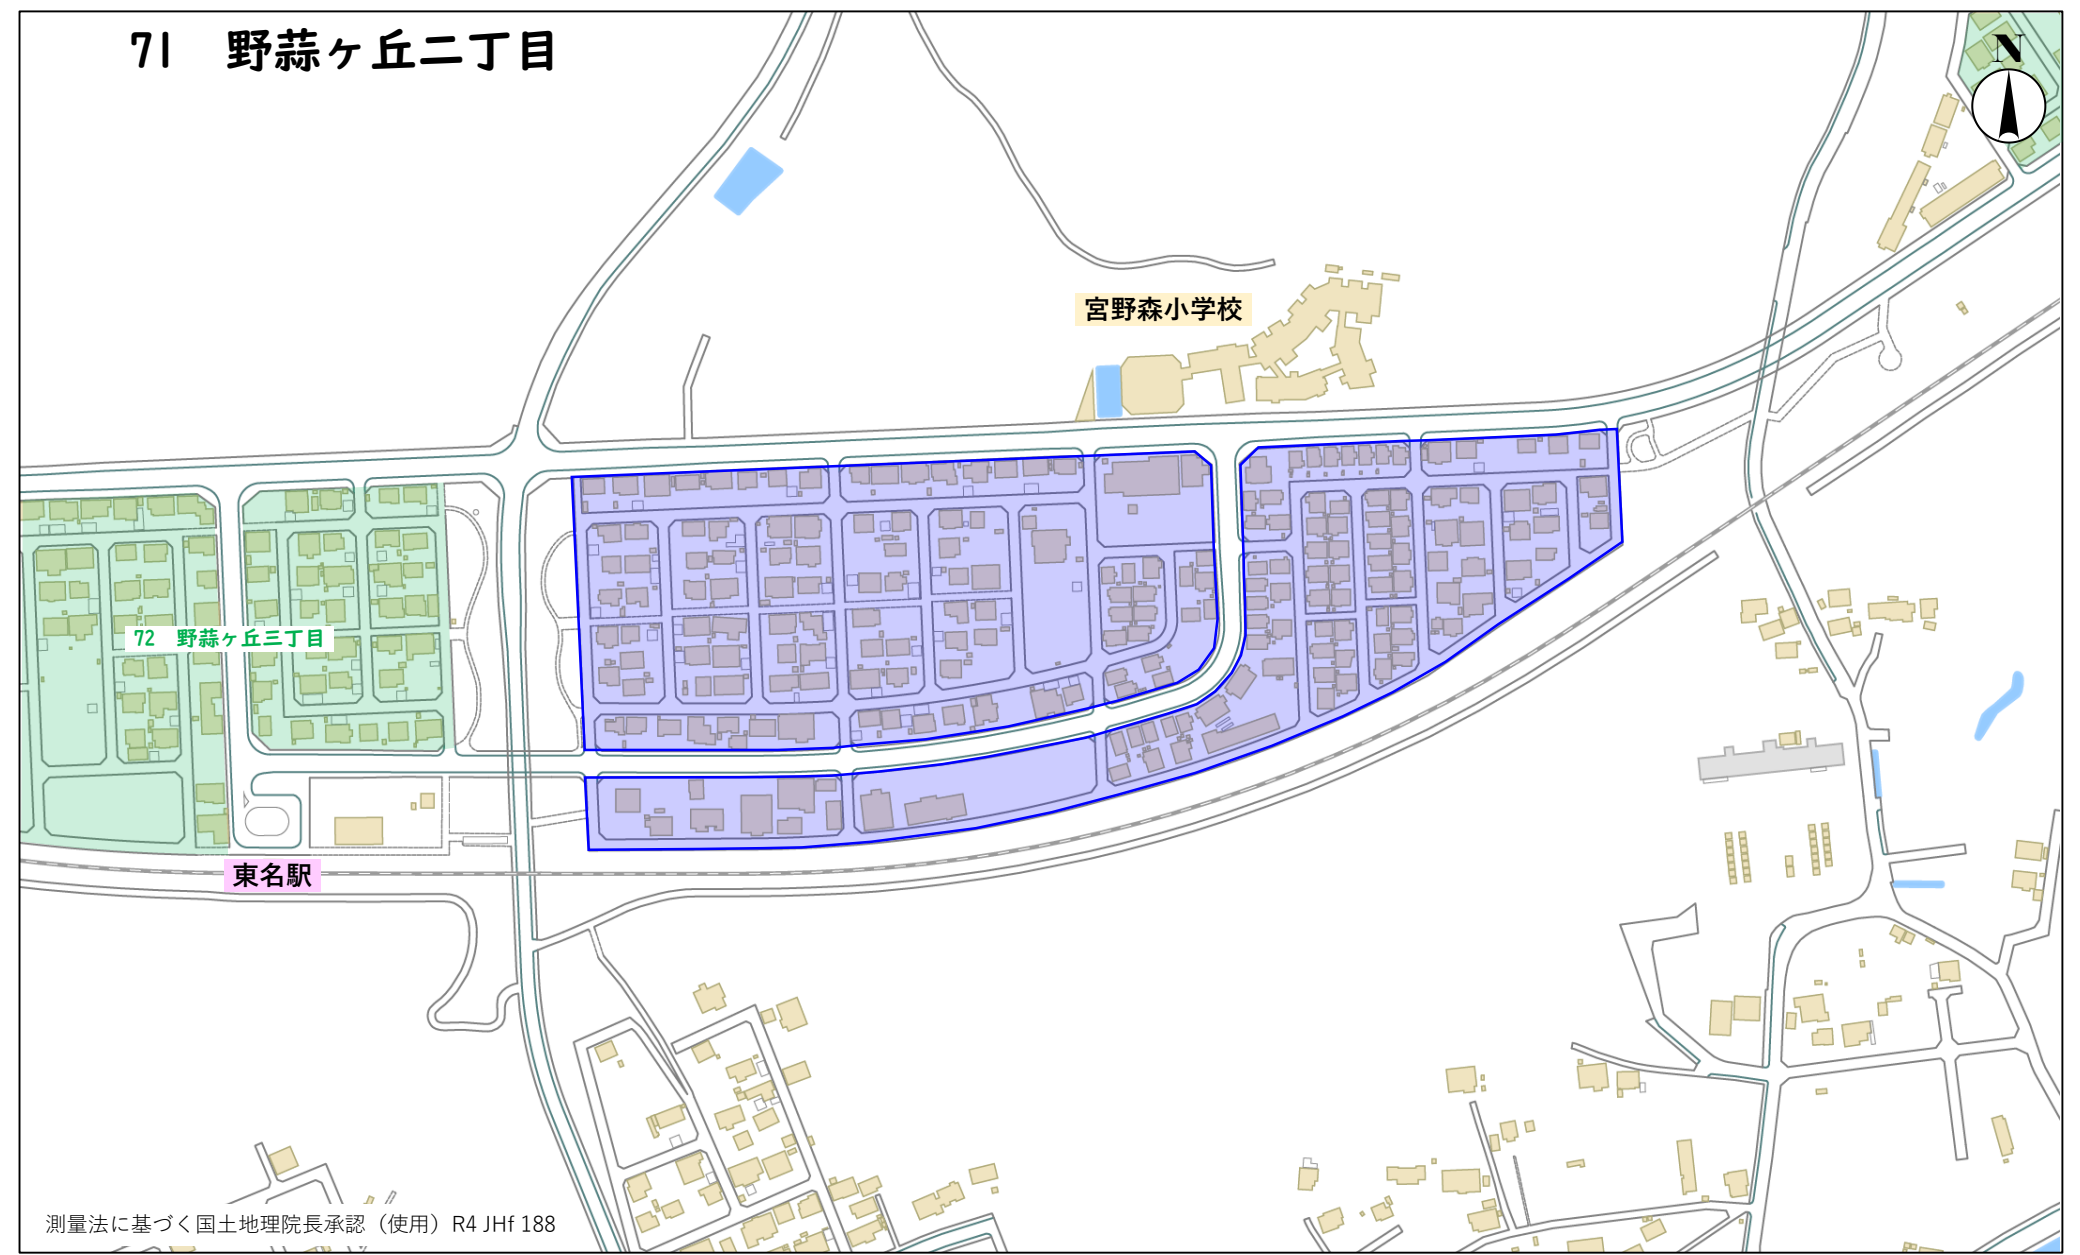 71　野蒜ヶ丘二丁目
N
宮野森小学校
72　野蒜ヶ丘三丁目
東名駅
測量法に基づく国土地理院長承認（使用）R4 JHf 188